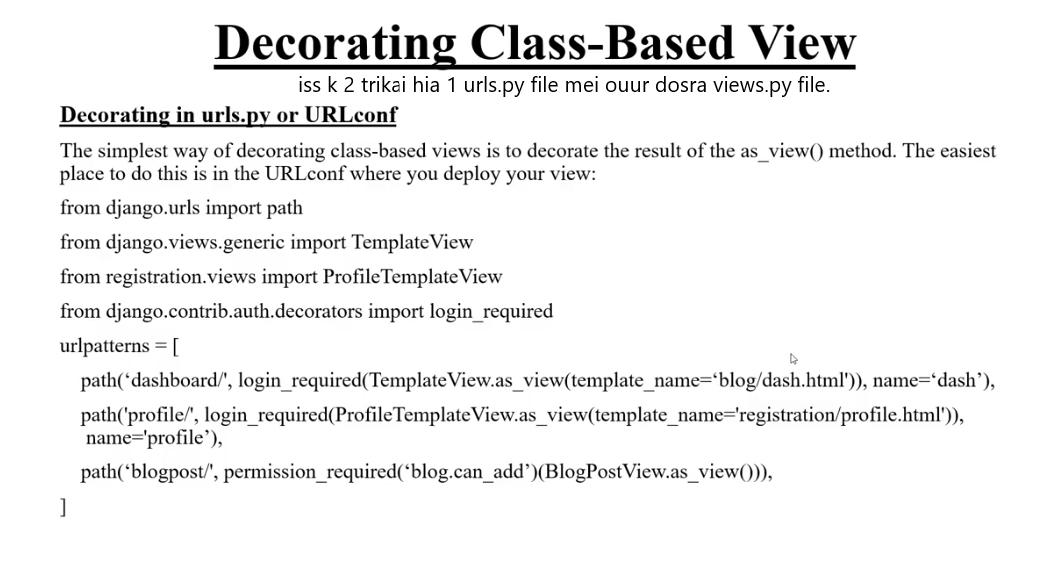 Decorating Class-Based View
iss k 2 trikai hia 1 urls.py file mei ouur dosra views.py file.
Decorating in urls.py or URLconf
The simplest way of decorating class-based views is to decorate the result of the as_view() method. The easiest
place to do this is in the URLconf where you deploy your view:
from django.urls import path
from django.views.generic import TemplateView
from registration.views import ProfileTemplateView
from django.contrib.auth.decorators import login_required
urlpatterns = [
path(‘dashboard/', login_required(TemplateView.as_view(template_name=‘blog/dash.html')), name=‘dash’),
path('profile/', login_required(ProfileTemplateView.as_view(template_name='registration/profile.html')),
name='profile’),
path(‘blogpost/', permission_required(‘blog.can_add’)(BlogPostView.as_view())),
]